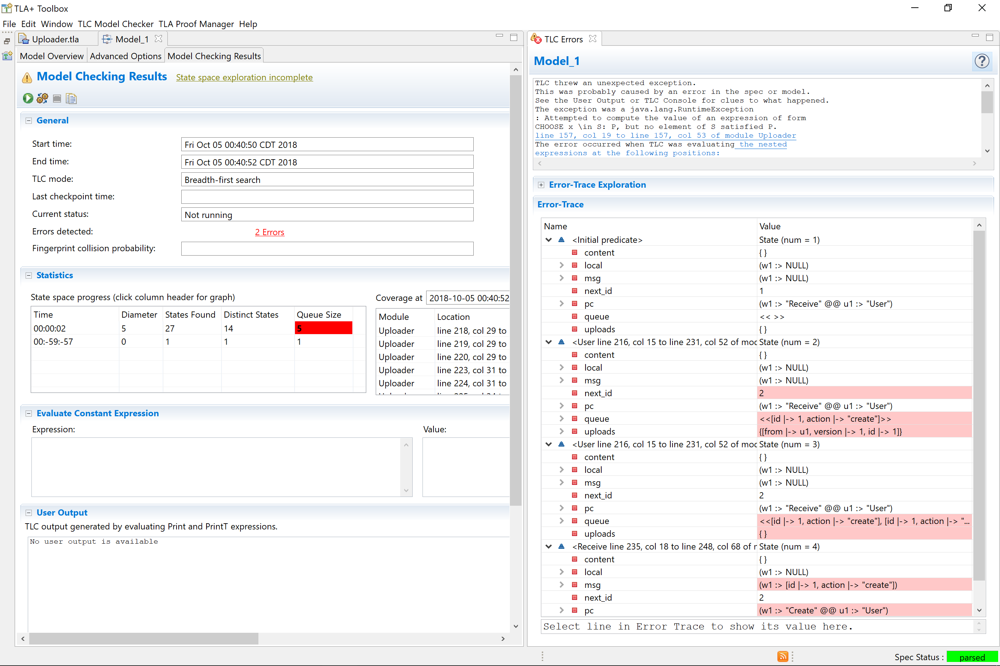 TLA+ Toolbox
File Edit Window TLC Model Checker TLA Proof Manager Help
Uploader.tla
Model_1
Model Overview
Advanced Options
Model Checking Results
Model Checking Results
State space exploration incomplete
General
Start time:
Fri Oct 05 00:40:50 CDT 2018
End time:
Fri Oct 05 00:40:52 CDT 2018
TLC mode:
Breadth-first search
Last checkpoint time:
Current status:
Not running
Errors detected:
2 Errors
Fingerprint collision probability:
Statistics
State space progress (click column header for graph)
Time Diameter States Found Distinct States Queue Size
00:00:02 5 27 14 5
00:-59:-57 0 1 1 1
Coverage at 2018-10-05 00:40:52
Module Location
Uploader line 218, col 29 to
Uploader line 219, col 29 to
Uploader line 220, col 29 to
Uploader line 223, col 31 to
Uploader line 224, col 31 to
Evaluate Constant Expression
Expression:
Value:
User Output
TLC output generated by evaluating Print and PrintT expressions.
No user output is available
TLC Errors
Model_1
TLC threw an unexpected exception.
This was probably caused by an error in the spec or model.
See the User Output or TLC Console for clues to what happened.
The exception was a java.lang.RuntimeException
: Attempted to compute the value of an expression of form
CHOOSE x \in S: P, but no element of S satisfied P.
line 157, col 19 to line 157, col 53 of module Uploader
The error occurred when TLC was evaluating the nested
expressions at the following positions:
Error-Trace Exploration
Error-Trace
Name Value
<Initial predicate> State (num = 1)
content { }
local (w1 :> NULL)
msg (w1 :> NULL)
next_id 1
pc (w1 :> "Receive" @@ u1 :> "User")
queue << >>
uploads { }
<User line 216, col 15 to line 231, col 52 of moc State (num = 2)
content { }
local (w1 :> NULL)
msg (w1 :> NULL)
next_id 2
pc (w1 :> "Receive" @@ u1 :> "User")
queue <<[id |-> 1, action |-> "create"]>>
uploads {[from |-> u1, version |-> 1, id |-> 1]}
<User line 216, col 15 to line 231, col 52 of moc State (num = 3)
content { }
local (w1 :> NULL)
msg (w1 :> NULL)
next_id 2
pc (w1 :> "Receive" @@ u1 :> "User")
queue <<[id |-> 1, action |-> "create"], [id |-> 1, action |-> "...
uploads { }
<Receive line 235, col 18 to line 248, col 68 of r State (num = 4)
content { }
local (w1 :> NULL)
msg (w1 :> [id |-> 1, action |-> "create"])
next_id 2
pc (w1 :> "Create" @@ u1 :> "User")
Select line in Error Trace to show its value here.
Spec Status : parsed